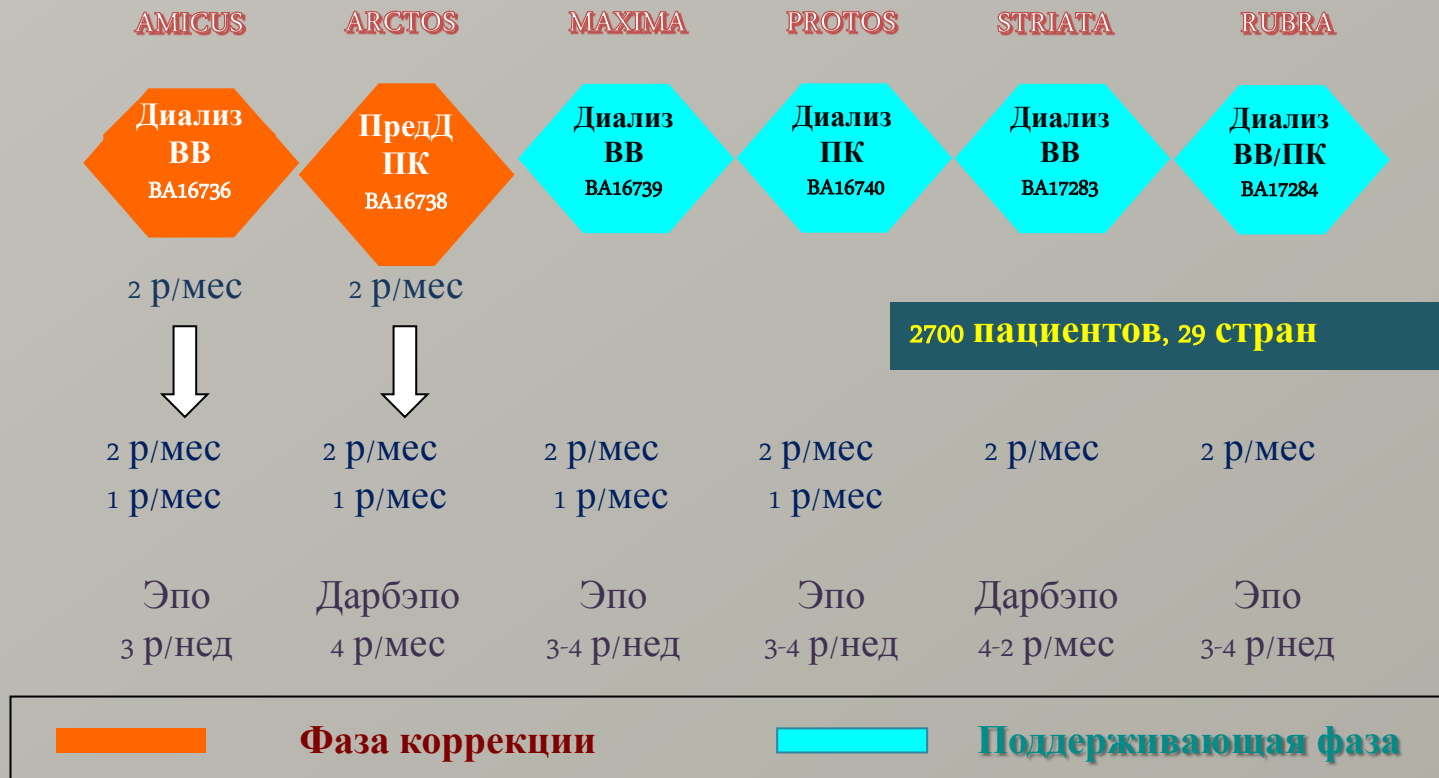 AMICUS ARCTOS MAXIMA PROTOS STRIATA RUBRA
Диализ
ВВ
BA16736
ПредД
ПК
BA16738
Диализ
ВВ
BA16739
Диализ
ПК
BA16740
Диализ
ВВ
BA17283
Диализ
ВВ/ПК
BA17284
2 р/мес 2 р/мес
2700 пациентов, 29 стран
2 р/мес 2 р/мес 2 р/мес 2 р/мес 2 р/мес 2 р/мес
1 р/мес 1 р/мес 1 р/мес 1 р/мес
Эпо Дарбэпо Эпо Эпо Дарбэпо Эпо
3 р/нед 4 р/мес 3-4 р/нед 3-4 р/нед 4-2 р/мес 3-4 р/нед
Фаза коррекции Поддерживающая фаза